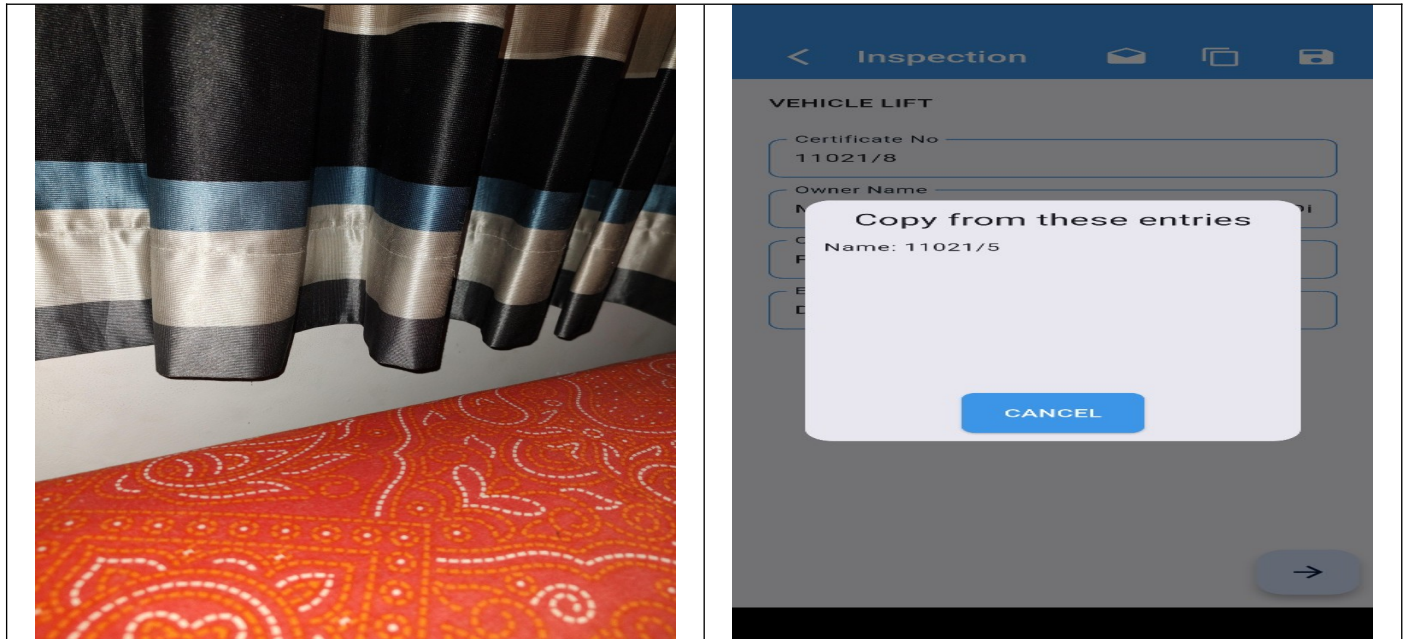 Inspection
VEHICLE LIFT
Certificate No
11021/8
Owner Name
Copy from these entries
Name: 11021/5
CANCEL